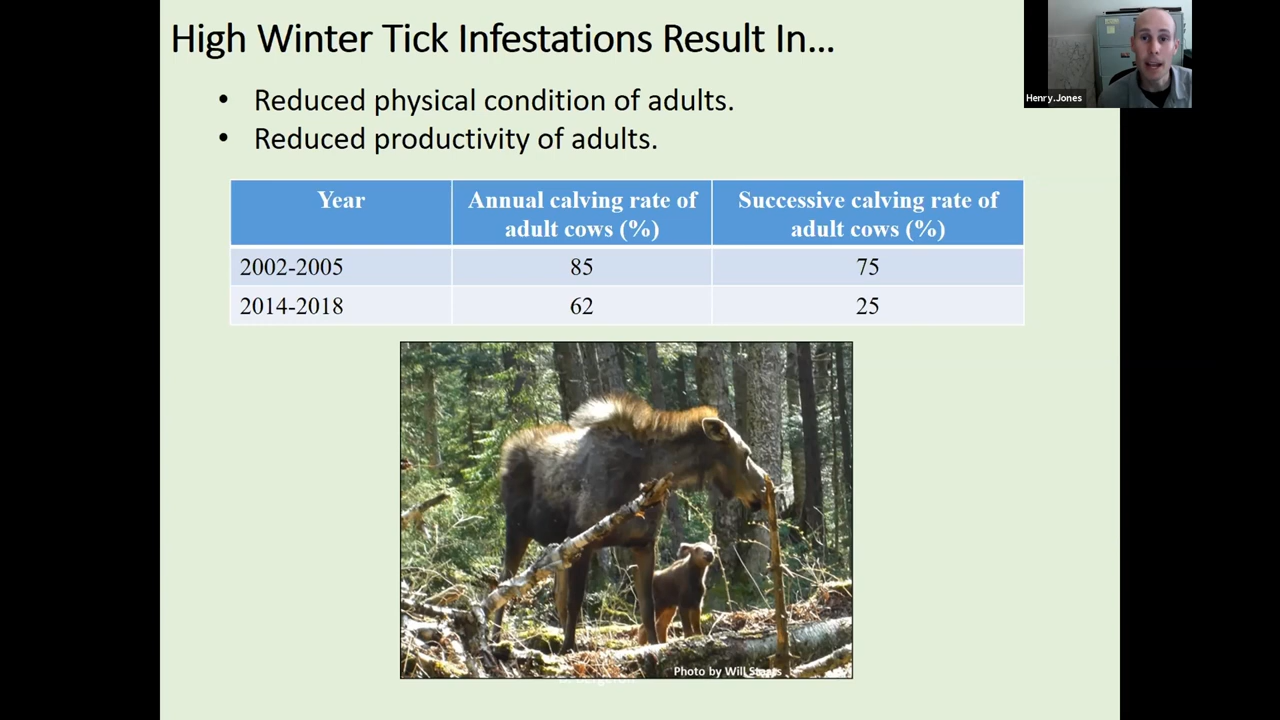 High Winter Tick Infestations Result In…
Henry.Jones
• Reduced physical condition of adults.
• Reduced productivity of adults.
Year
Annual calving rate of
adult cows (%)
Successive calving rate of
adult cows (%)
2002-2005 85 75
2014-2018 62 25
Photo by Will